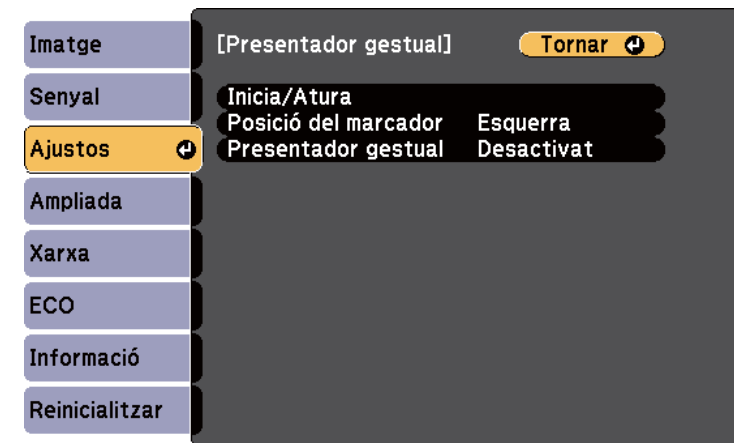 Imatge
Senyal
Ajustos
Ampliada
Xarxa
ECO
Informació
Reinicialitzar
[Presentador gestual] Tornar
Inicia/Atura
Posició del marcador Esquerra
Presentador gestual Desactivat